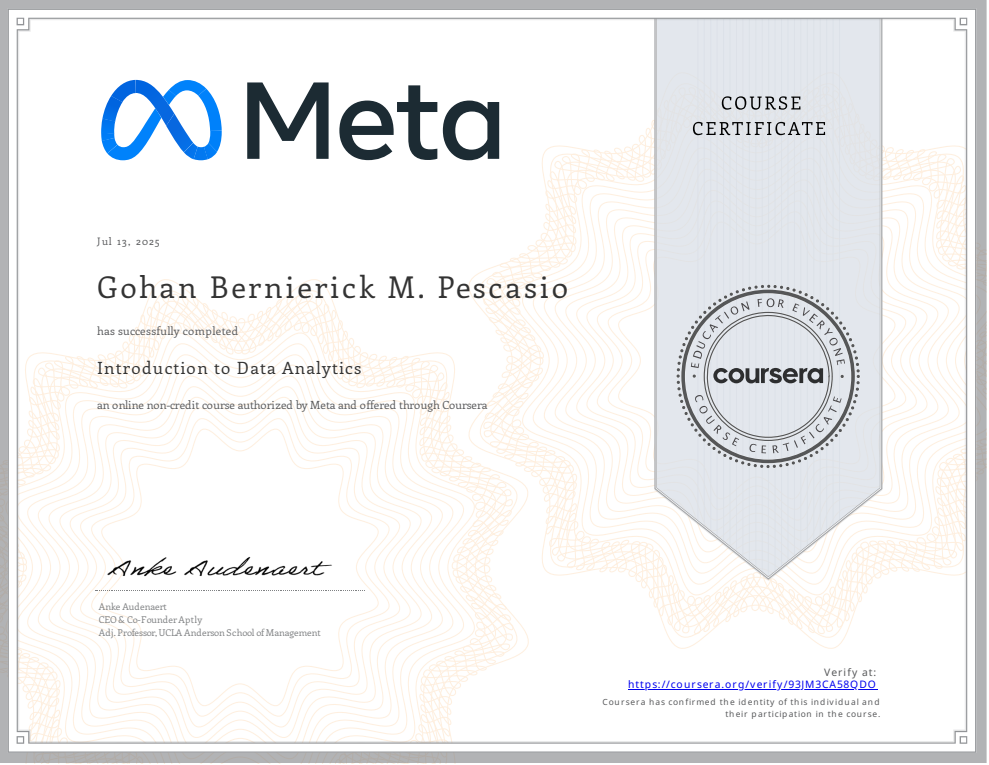 Meta
COURSE
CERTIFICATE
Jul 13, 2025
Gohan Bernierick M. Pescasio
has successfully completed
Introduction to Data Analytics
an online non-credit course authorized by Meta and offered through Coursera
EDUCATION FOR EVERYONE
coursera
COURSE CERTIFICATE
Anke Audenaert
Anke Audenaert
CEO & Co-Founder Aptly
Adj. Professor, UCLA Anderson School of Management
Verify at:
https://coursera.org/verify/93JM3CA58QDO
Coursera has confirmed the identity of this individual and
their participation in the course.